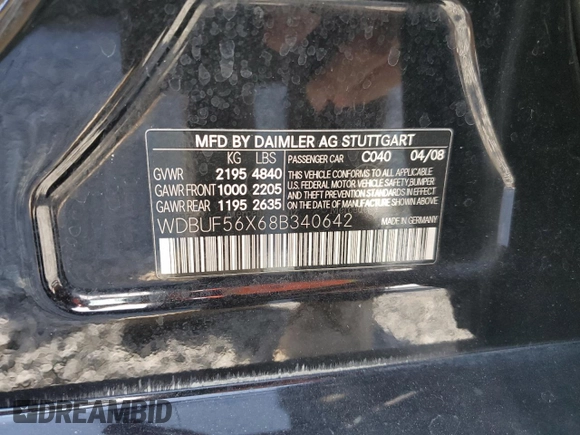 MFD BY DAIMLER AG STUTTGART
KG LBS PASSENGER CAR C040 04/08
GVWR 2195 4840 THIS VEHICLE CONFORMS TO ALL APPLICABLE
GAWR FRONT 1000 2205 U.S. FEDERAL MOTOR VEHICLE SAFETY, BUMPER
GAWR REAR 1195 2635 AND THEFT PREVENTION STANDARDS IN EFFECT ON THE DATE OF MANUFACTURE SHOWN ABOVE.
WDBUF56X68B340642 MADE IN GERMANY
DREAMBID